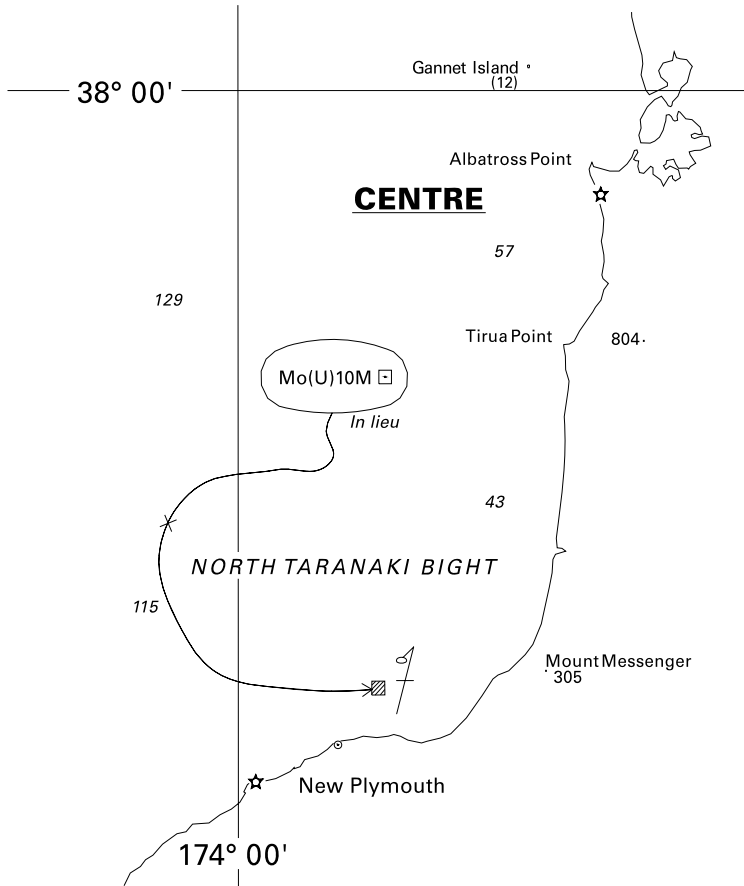 Gannet Island
(12)
38° 00'
Albatross Point
CENTRE
57
129
Tirua Point
804
Mo(U)10M
In lieu
43
NORTH TARANAKI BIGHT
115
Mount Messenger
305
New Plymouth
174° 00'